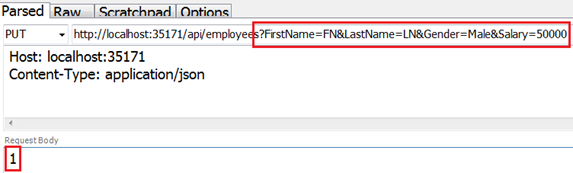 Parsed Raw Scratchpad Options
PUT http://localhost:35171/api/employees?FirstName=FN&LastName=LN&Gender=Male&Salary=50000
Host: localhost:35171
Content-Type: application/json
Request Body
1